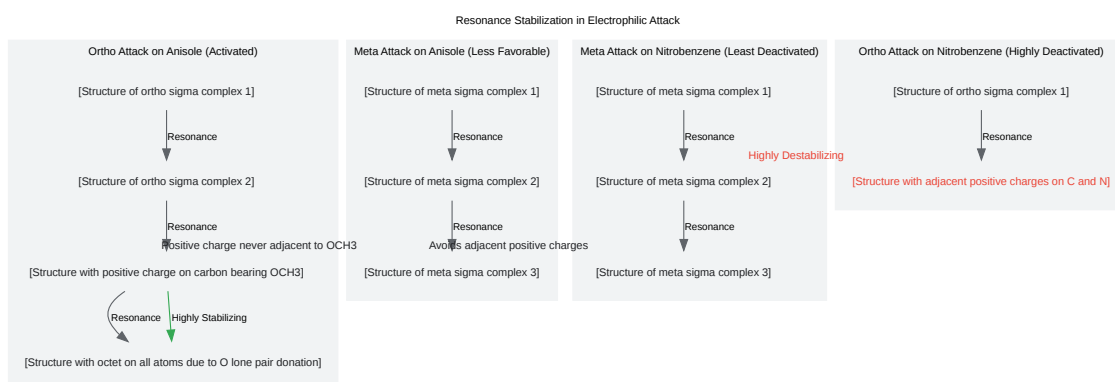 Resonance Stabilization in Electrophilic Attack
Ortho Attack on Anisole (Activated)
[Structure of ortho sigma complex 1]
Resonance
[Structure of ortho sigma complex 2]
Resonance
Positive charge never adjacent to OCH3
[Structure with positive charge on carbon bearing OCH3]
Resonance
Highly Stabilizing
[Structure with octet on all atoms due to O lone pair donation]
Meta Attack on Anisole (Less Favorable)
[Structure of meta sigma complex 1]
Resonance
[Structure of meta sigma complex 2]
Resonance
Avoids adjacent positive charges
[Structure of meta sigma complex 3]
Meta Attack on Nitrobenzene (Least Deactivated)
[Structure of meta sigma complex 1]
Resonance
Highly Destabilizing
[Structure of meta sigma complex 2]
Resonance
[Structure of meta sigma complex 3]
Ortho Attack on Nitrobenzene (Highly Deactivated)
[Structure of ortho sigma complex 1]
Resonance
[Structure with adjacent positive charges on C and N]